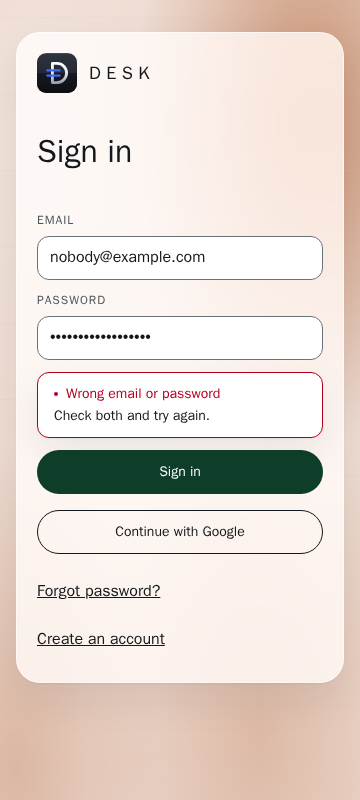 DESK
Sign in
EMAIL
nobody@example.com
PASSWORD
••••••••••••••••••
• Wrong email or password
Check both and try again.
Sign in
Continue with Google
Forgot password?
Create an account